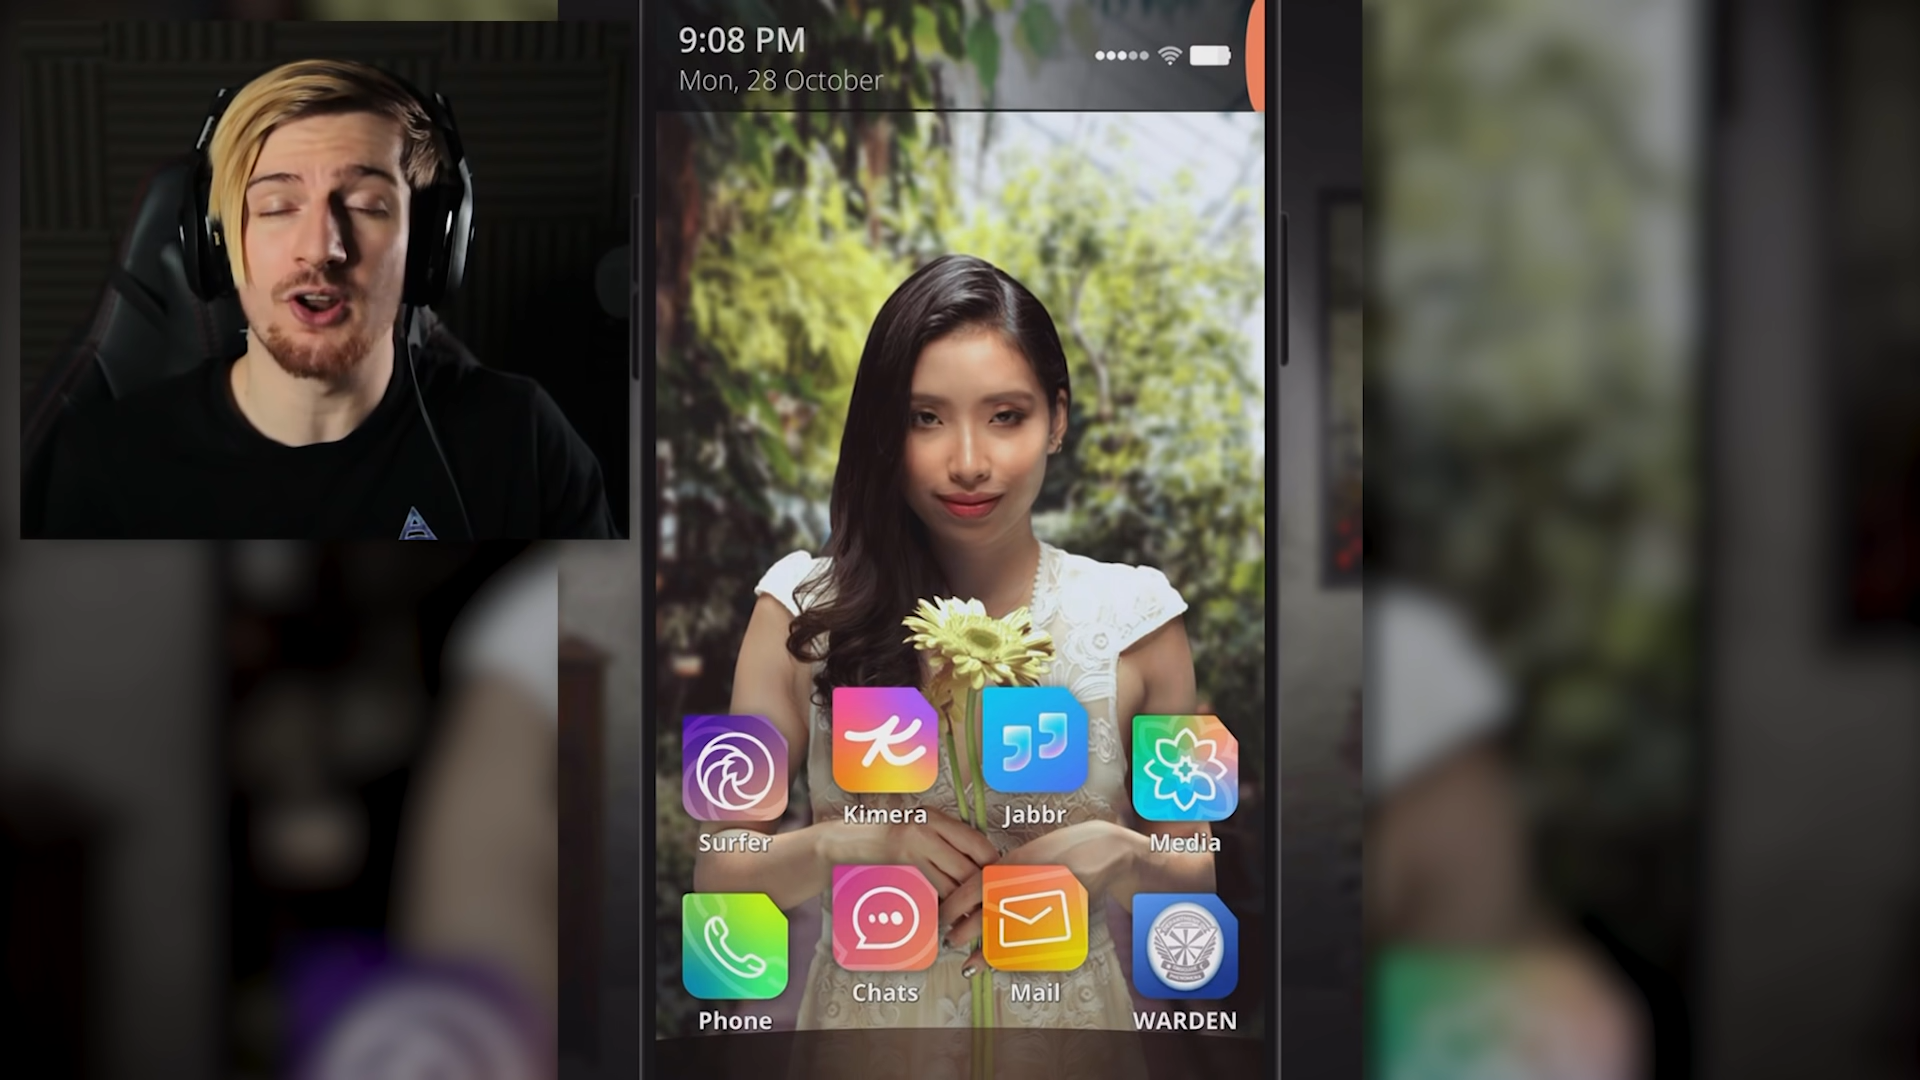 9:08 PM
Mon, 28 October
Kimera
Jabbr
Surfer
Media
Chats
Mail
Phone
WARDEN